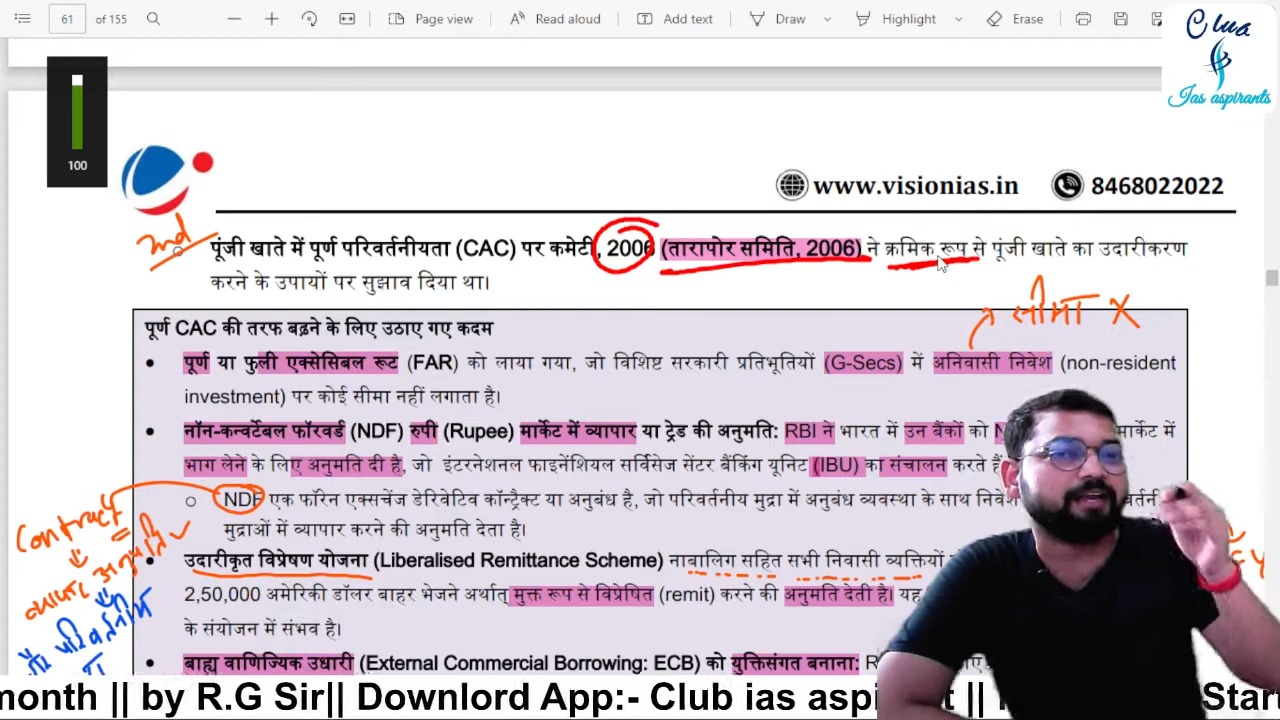 61 of 155 Page view Read aloud Add text Draw Highlight Erase
Clua
Ias aspirants
100
www.visionias.in 8468022022
2nd
पूंजी खाते में पूर्ण परिवर्तनीयता (CAC) पर कमेटी, 2006 (तारापोर समिति, 2006) ने क्रमिक रूप से पूंजी खाते का उदारीकरण
करने के उपायों पर सुझाव दिया था।
सीमा X
पूर्ण CAC की तरफ बढ़ने के लिए उठाए गए कदम
• पूर्ण या फुली एक्सेसिबल रूट (FAR) को लाया गया, जो विशिष्ट सरकारी प्रतिभूतियों (G-Secs) में अनिवासी निवेश (non-resident
investment) पर कोई सीमा नहीं लगाता है।
• नॉन-कन्वर्टेबल फॉरवर्ड (NDF) रुपी (Rupee) मार्केट में व्यापार या ट्रेड की अनुमति: RBI ने भारत में उन बैंकों को मार्केट में
भाग लेने के लिए अनुमति दी है, जो इंटरनेशनल फाइनेंशियल सर्विसेज सेंटर बैंकिंग यूनिट (IBU) का संचालन करते
○ NDF एक फॉरेन एक्सचेंज डेरिवेटिव कॉन्ट्रैक्ट या अनुबंध है, जो परिवर्तनीय मुद्रा में अनुबंध व्यवस्था के साथ
मुद्राओं में व्यापार करने की अनुमति देता है।
Contract
व्यापार अनुमति
• उदारीकृत विप्रेषण योजना (Liberalised Remittance Scheme) नाबालिग सहित सभी निवासी व्यक्तियों
2,50,000 अमेरिकी डॉलर बाहर भेजने अर्थात् मुक्त रूप से विप्रेषित (remit) करने की अनुमति देती है। यह
के संयोजन में संभव है।
गैर परिवर्तनीय
• बाह्य वाणिज्यिक उधारी (External Commercial Borrowing: ECB) को युक्तिसंगत बनाना:
month || by R.G Sir|| Downlord App:- Club ias aspi